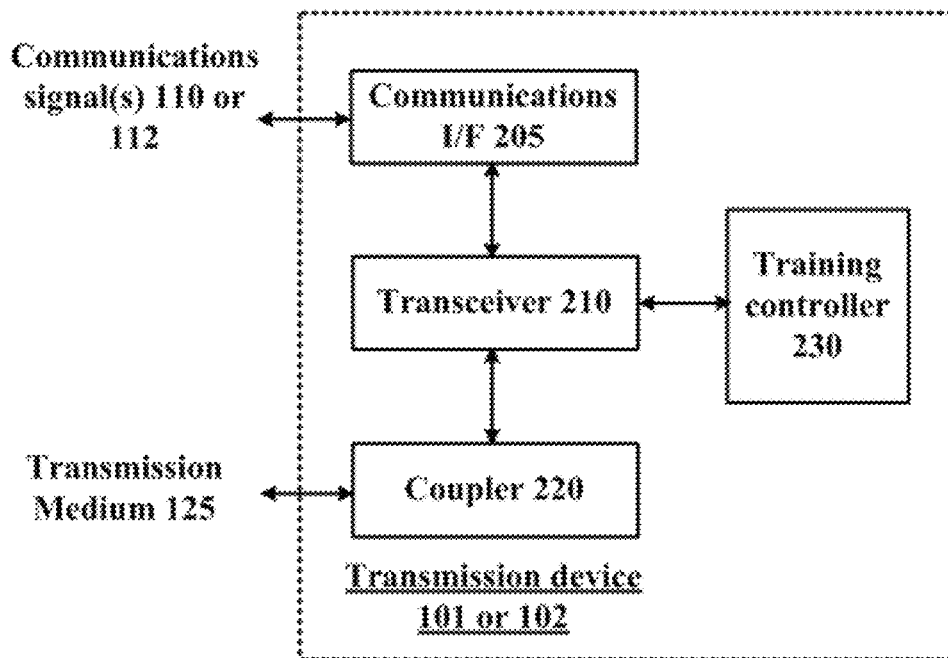 Communications
signal(s) 110 or
112
Communications
I/F 205
Transceiver 210
Training
controller
230
Transmission
Medium 125
Coupler 220
Transmission device
101 or 102